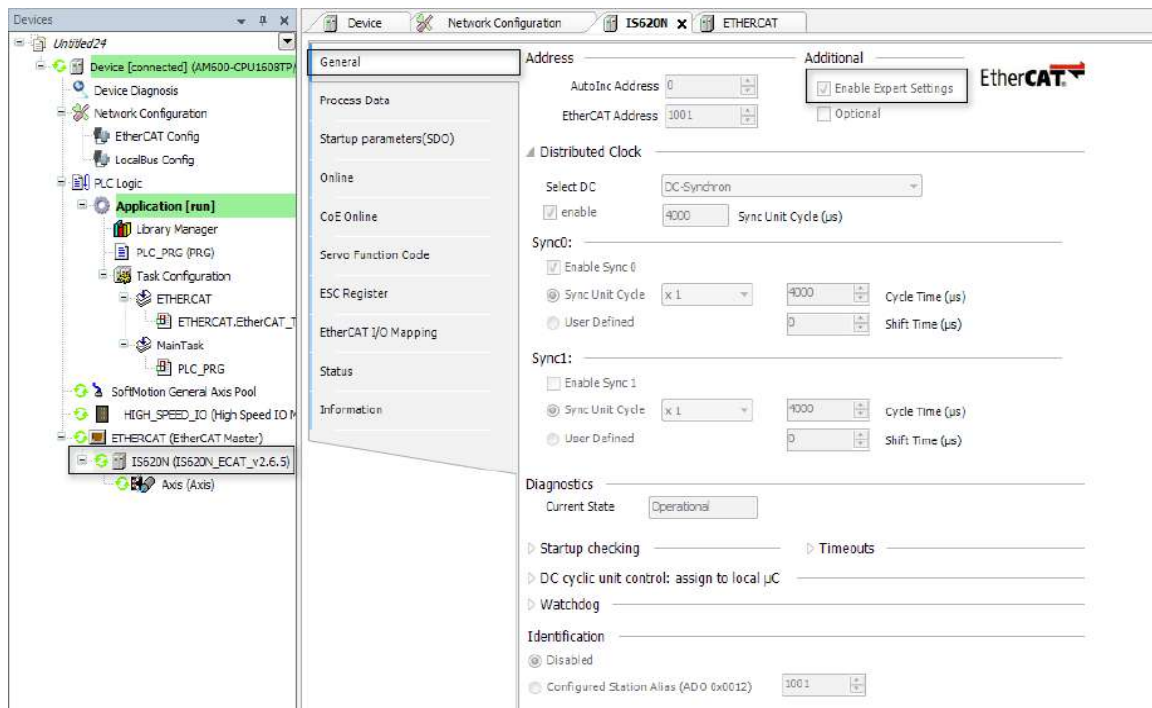 Devices
Device
Network Configuration
IS620N
ETHERCAT
Untitled24
Device [connected] (AM600-CPU1608TP/
Device Diagnosis
Network Configuration
EtherCAT Config
LocalBus Config
PLC Logic
Application [run]
Library Manager
PLC_PRG (PRG)
Task Configuration
ETHERCAT
ETHERCAT.EtherCAT_T
MainTask
PLC_PRG
SoftMotion General Axis Pool
HIGH_SPEED_IO (High Speed IO M
ETHERCAT (EtherCAT Master)
IS620N (IS620N_ECAT_v2.6.5)
Axis (Axis)
General
Process Data
Startup parameters(SDO)
Online
CoE Online
Servo Function Code
ESC Register
EtherCAT I/O Mapping
Status
Information
Address
AutoInc Address 0
EtherCAT Address 1001
Additional
Enable Expert Settings
Optional
EtherCAT
Distributed Clock
Select DC DC-Synchron
enable 4000 Sync Unit Cycle (µs)
Sync0:
Enable Sync 0
Sync Unit Cycle x 1 4000 Cycle Time (µs)
User Defined 0 Shift Time (µs)
Sync1:
Enable Sync 1
Sync Unit Cycle x 1 4000 Cycle Time (µs)
User Defined 0 Shift Time (µs)
Diagnostics
Current State Operational
Startup checking Timeouts
DC cyclic unit control: assign to local µC
Watchdog
Identification
Disabled
Configured Station Alias (ADO 0x0012) 1001